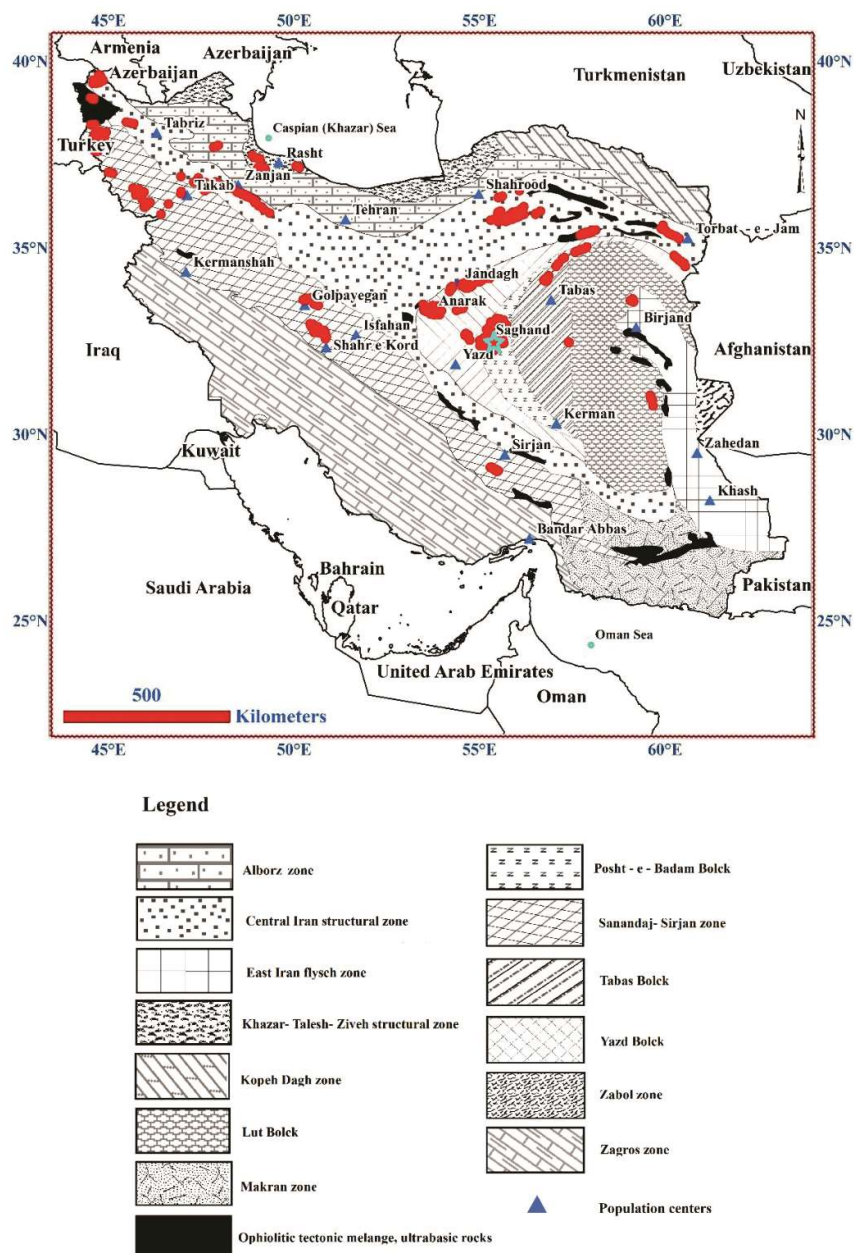 45°E 50°E 55°E 60°E
40°N 40°N
Armenia
Azerbaijan
Azerbaijan
Turkmenistan
Uzbekistan
N
Turkey
Tabriz
Caspian (Khazar) Sea
Rasht
Zanjan
Takab
Tehran
Shahrood
Torbat - e - Jam
35°N 35°N
Kermanshah
Golpayegan
Jandagh
Anarak
Tabas
Birjand
Isfahan
Saghand
Iraq
Shahr e Kord
Yazd
Afghanistan
30°N 30°N
Kerman
Kuwait
Sirjan
Zahedan
Khash
Bandar Abbas
Saudi Arabia
Bahrain
Qatar
Pakistan
25°N 25°N
Oman Sea
United Arab Emirates
Oman
500
Kilometers
45°E 50°E 55°E 60°E
Legend
Alborz zone
Central Iran structural zone
East Iran flysch zone
Khazar- Talesh- Ziveh structural zone
Kopeh Dagh zone
Lut Bolck
Makran zone
Ophiolitic tectonic melange, ultrabasic rocks
Posht - e - Badam Bolck
Sanandaj- Sirjan zone
Tabas Bolck
Yazd Bolck
Zabol zone
Zagros zone
Population centers